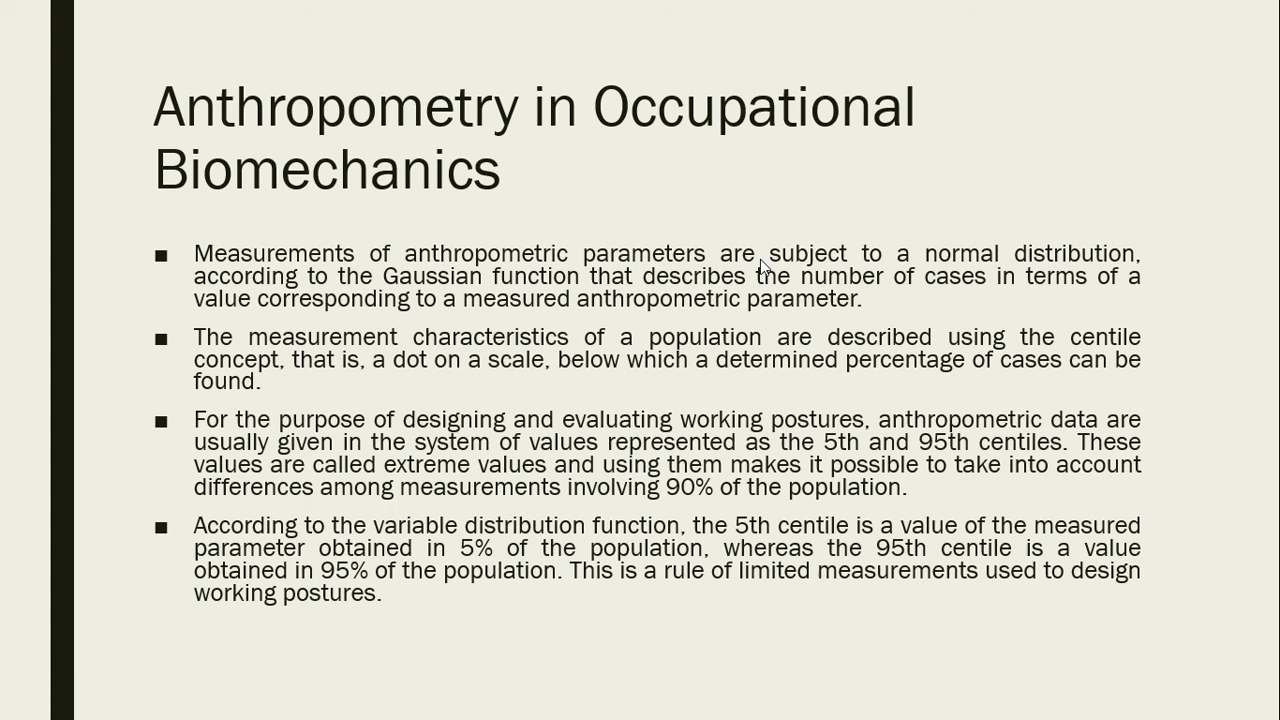 Anthropometry in Occupational
Biomechanics
■ Measurements of anthropometric parameters are subject to a normal distribution,
according to the Gaussian function that describes the number of cases in terms of a
value corresponding to a measured anthropometric parameter.
■ The measurement characteristics of a population are described using the centile
concept, that is, a dot on a scale, below which a determined percentage of cases can be
found.
■ For the purpose of designing and evaluating working postures, anthropometric data are
usually given in the system of values represented as the 5th and 95th centiles. These
values are called extreme values and using them makes it possible to take into account
differences among measurements involving 90% of the population.
■ According to the variable distribution function, the 5th centile is a value of the measured
parameter obtained in 5% of the population, whereas the 95th centile is a value
obtained in 95% of the population. This is a rule of limited measurements used to design
working postures.